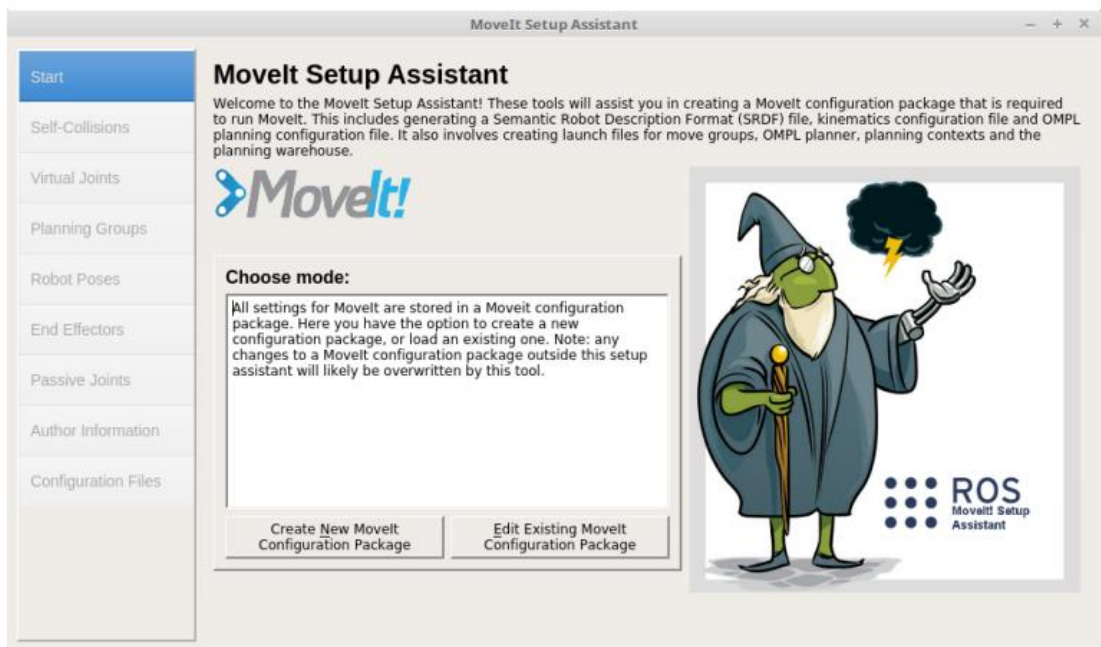 MoveIt Setup Assistant
Start
Self-Collisions
Virtual Joints
Planning Groups
Robot Poses
End Effectors
Passive Joints
Author Information
Configuration Files
MoveIt Setup Assistant
Welcome to the MoveIt Setup Assistant! These tools will assist you in creating a MoveIt configuration package that is required
to run MoveIt. This includes generating a Semantic Robot Description Format (SRDF) file, kinematics configuration file and OMPL
planning configuration file. It also involves creating launch files for move groups, OMPL planner, planning contexts and the
planning warehouse.
MoveIt!
Choose mode:
All settings for MoveIt are stored in a Moveit configuration
package. Here you have the option to create a new
configuration package, or load an existing one. Note: any
changes to a MoveIt configuration package outside this setup
assistant will likely be overwritten by this tool.
Create New MoveIt
Configuration Package
Edit Existing MoveIt
Configuration Package
ROS
MoveIt! Setup
Assistant